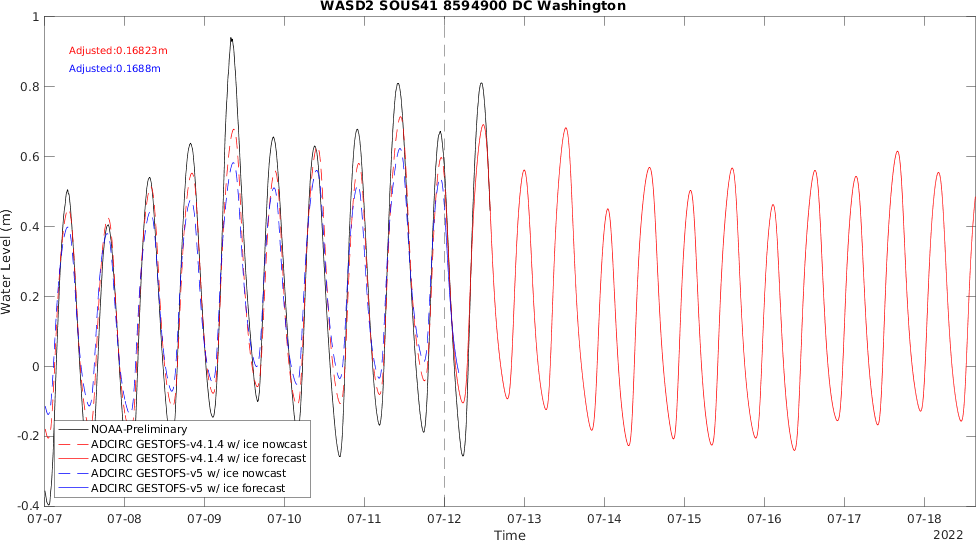 WASD2 SOUS41 8594900 DC Washington
1
0.8
0.6
0.4
0.2
0
-0.2
-0.4
Water Level (m)
Adjusted:0.16823m
Adjusted:0.1688m
NOAA-Preliminary
ADCIRC GESTOFS-v4.1.4 w/ ice nowcast
ADCIRC GESTOFS-v4.1.4 w/ ice forecast
ADCIRC GESTOFS-v5 w/ ice nowcast
ADCIRC GESTOFS-v5 w/ ice forecast
07-07 07-08 07-09 07-10 07-11 07-12 07-13 07-14 07-15 07-16 07-17 07-18
Time
2022